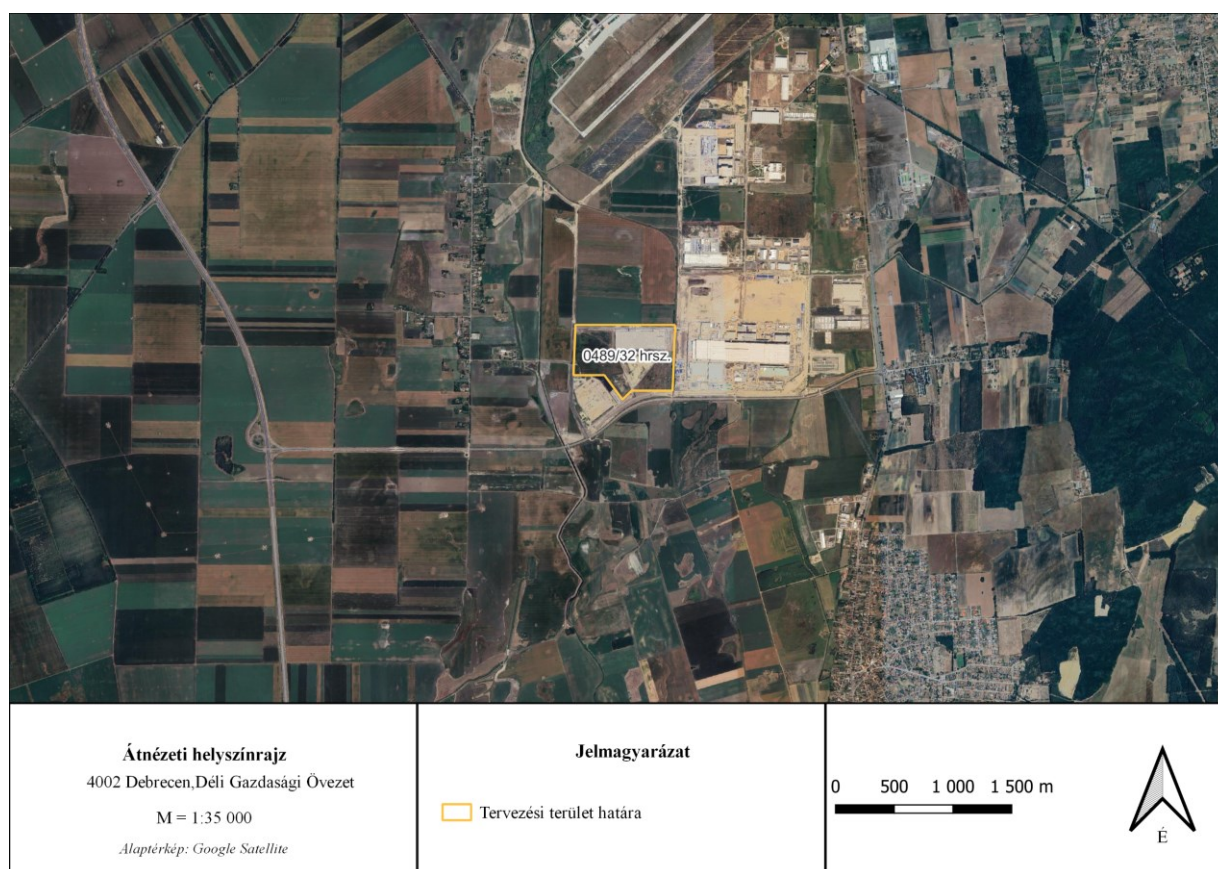 0489/32 hrsz.
Átnézeti helyszínrajz
4002 Debrecen,Déli Gazdasági Övezet
M = 1:35 000
Alaptérkép: Google Satellite
Jelmagyarázat
Tervezési terület határa
0 500 1 000 1 500 m
É